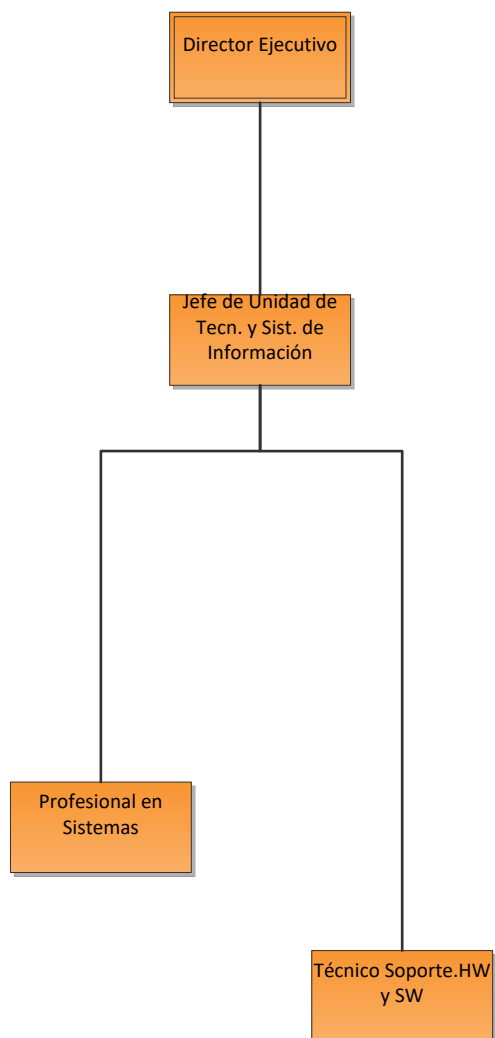 Director Ejecutivo
Jefe de Unidad de
Tecn. y Sist. de
Información
Profesional en
Sistemas
Técnico Soporte.HW
y SW